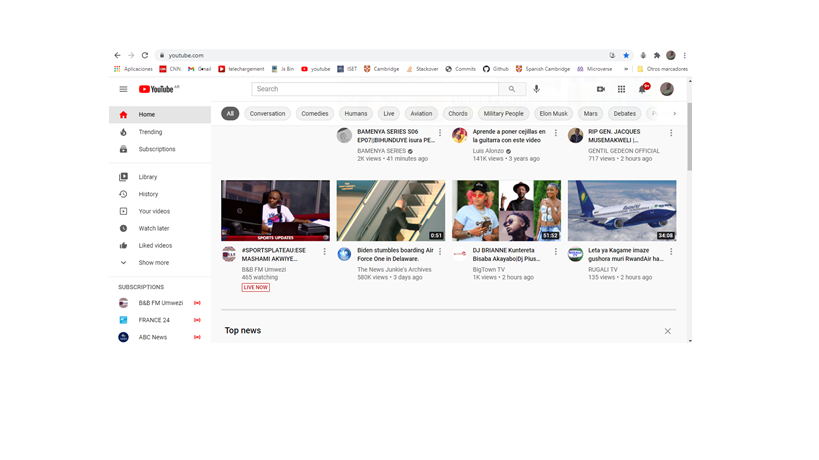 youtube.com
Aplicaciones CNN Gmail telechargement Js Bin youtube ISET Cambridge Stackover Commits Github Spanish Cambridge Microverse » Otros marcadores
YouTube AR
Search
9+
Home
Trending
Subscriptions
Library
History
Your videos
Watch later
Liked videos
Show more
SUBSCRIPTIONS
B&B FM Umwezi
FRANCE 24
ABC News
All Conversation Comedies Humans Live Aviation Chords Military People Elon Musk Mars Debates
BAMENYA SERIES S06
EP07||BIHUNDUYE isura PE...
BAMENYA SERIES
2K views • 41 minutes ago
Aprende a poner cejillas en
la guitarra con este video
Luis Alonzo
141K views • 3 years ago
RIP GEN. JACQUES
MUSEMAKWELI |...
GENTIL GEDEON OFFICIAL
717 views • 2 hours ago
SPORTS UPDATES
#SPORTSPLATEAU:ESE
MASHAMI AKWIYE...
B&B FM Umwezi
465 watching
LIVE NOW
0:51
Biden stumbles boarding Air
Force One in Delaware.
The News Junkie's Archives
580K views • 3 days ago
51:52
DJ BRIANNE Kuntereta
Bisaba Akayabo|Dj Pius...
BigTown TV
1K views • 2 hours ago
34:08
Leta ya Kagame imaze
gushora muri RwandAir ha...
RUGALI TV
135 views • 2 hours ago
Top news